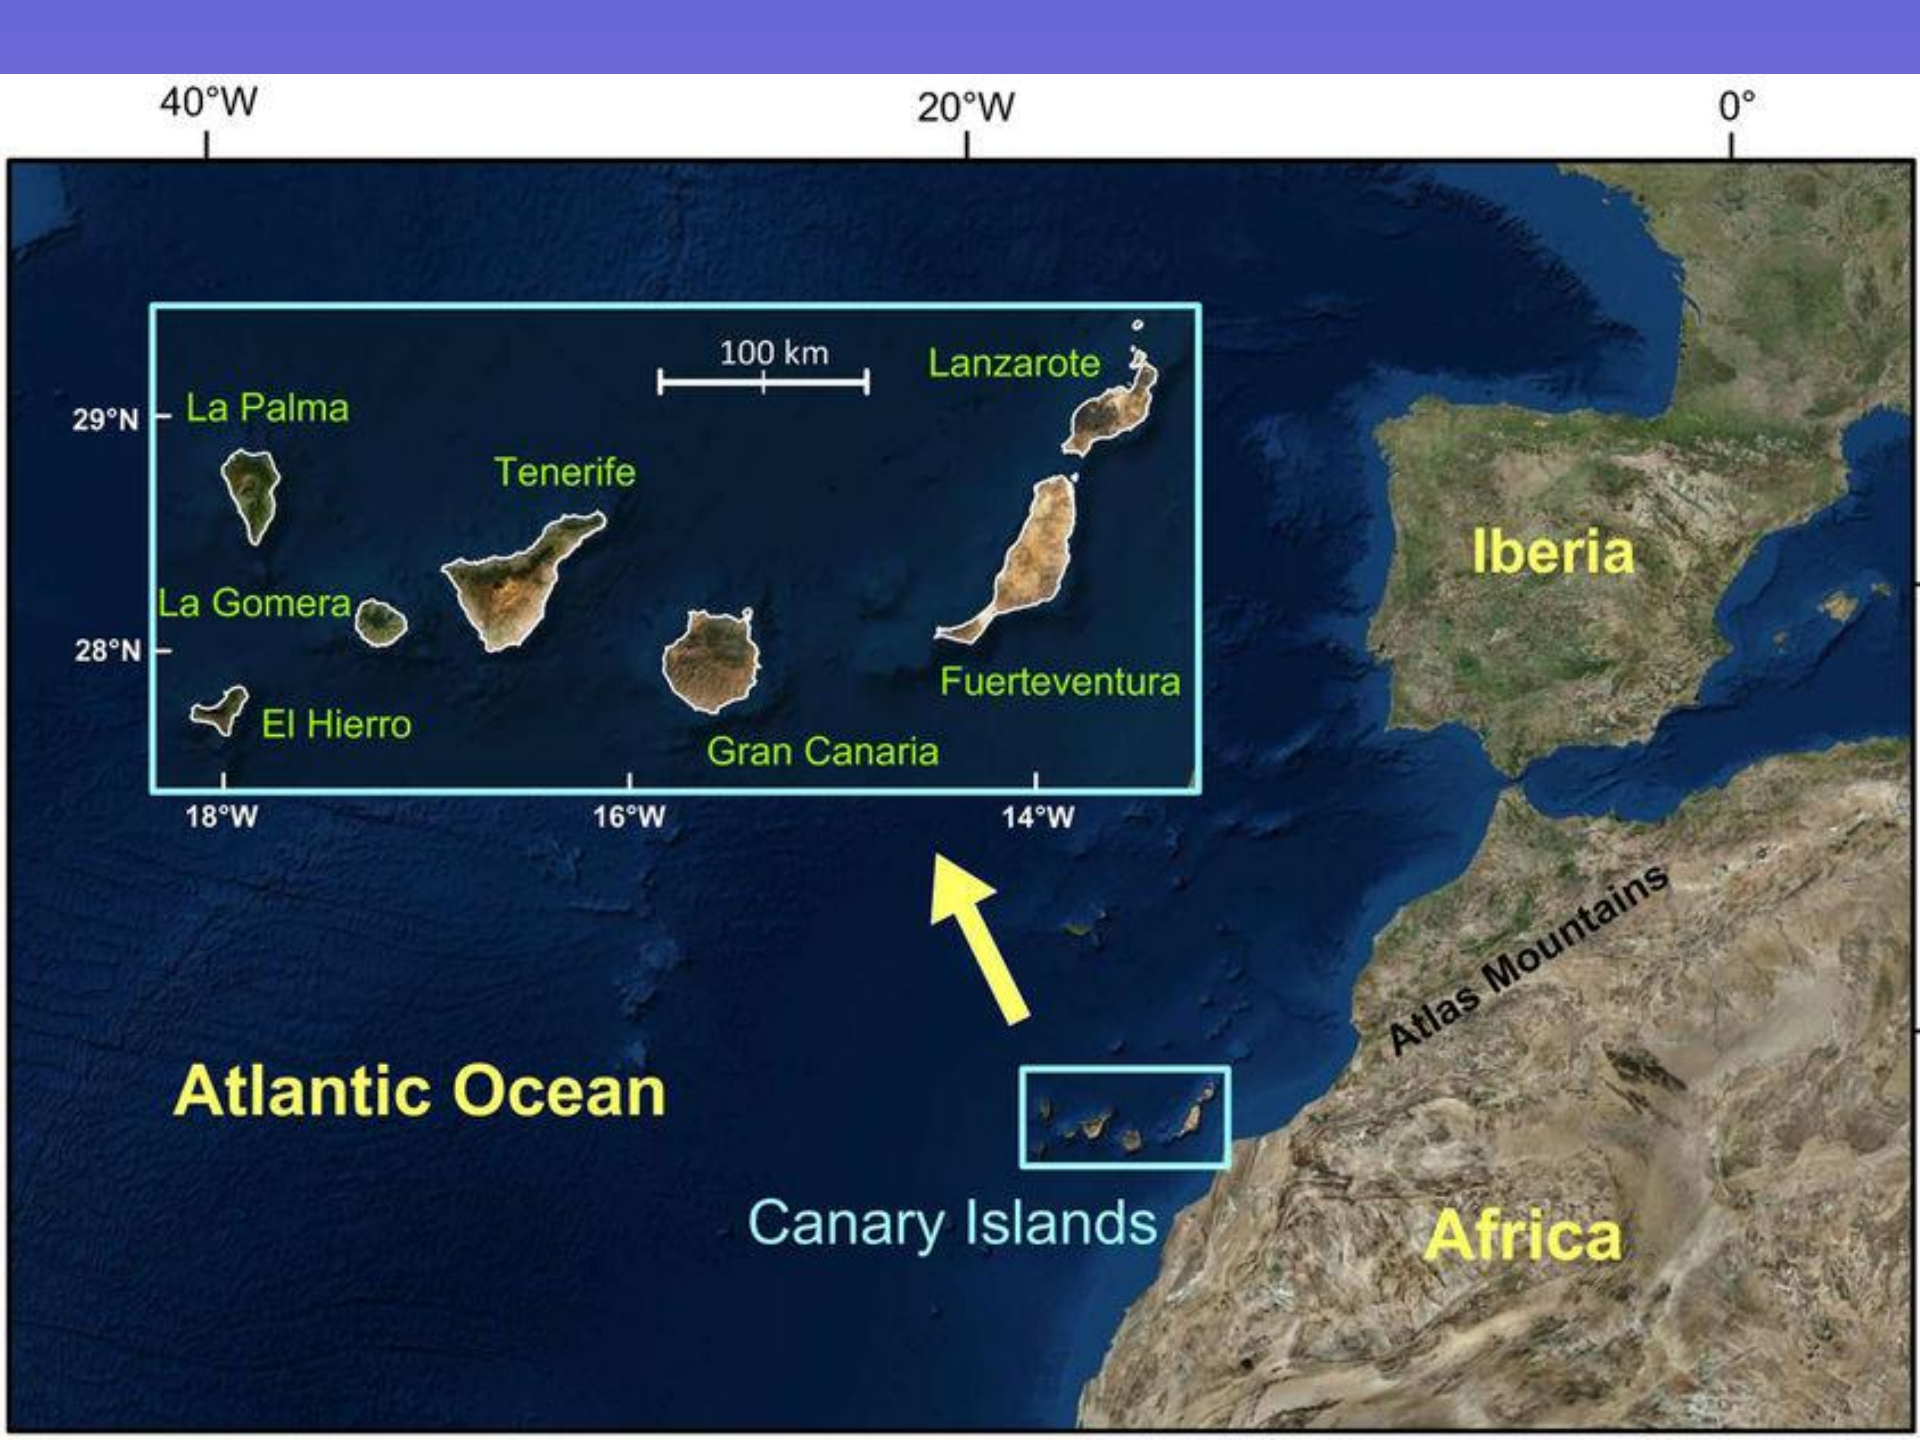 40°W
20°W
0°
100 km
Lanzarote
29°N
La Palma
Tenerife
La Gomera
28°N
Iberia
Fuerteventura
El Hierro
Gran Canaria
18°W
16°W
14°W
Atlas Mountains
Atlantic Ocean
Canary Islands
Africa